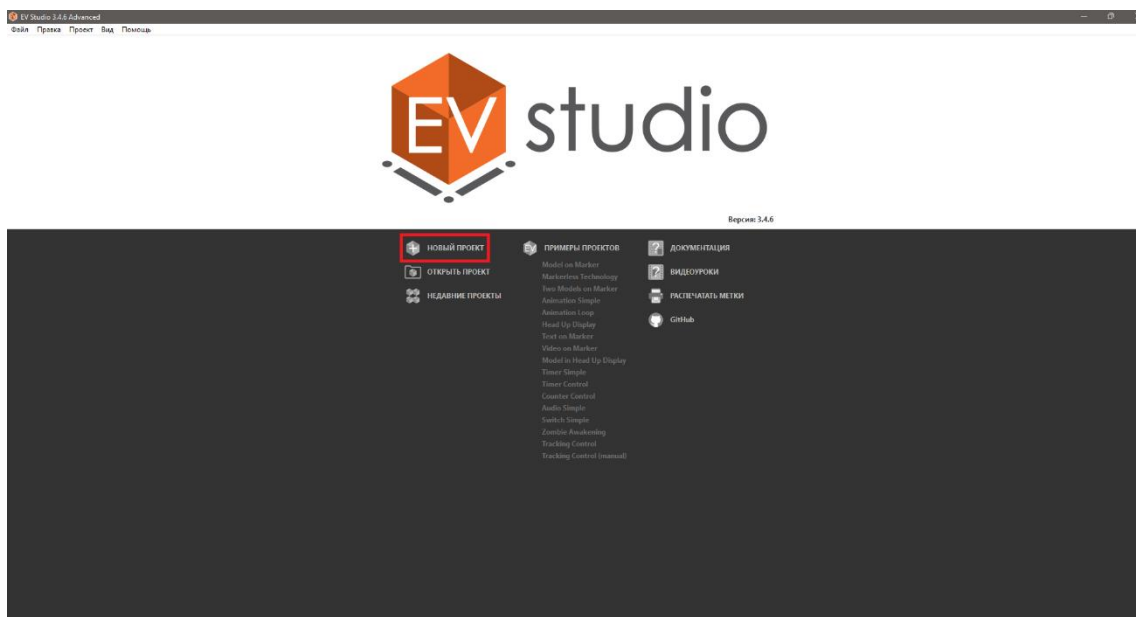 EV Studio 3.4.6 Advanced
Файл Правка Проект Вид Помощь
EV studio
Версия: 3.4.6
НОВЫЙ ПРОЕКТ
ОТКРЫТЬ ПРОЕКТ
НЕДАВНИЕ ПРОЕКТЫ
EV ПРИМЕРЫ ПРОЕКТОВ
Model on Marker
Markerless Technology
Two Models on Marker
Animation Simple
Animation Loop
Head Up Display
Text on Marker
Video on Marker
Model in Head Up Display
Timer Simple
Timer Control
Counter Control
Audio Simple
Switch Simple
Zombie Awakening
Tracking Control
Tracking Control (manual)
? ДОКУМЕНТАЦИЯ
? ВИДЕОУРОКИ
РАСПЕЧАТАТЬ МЕТКИ
GitHub